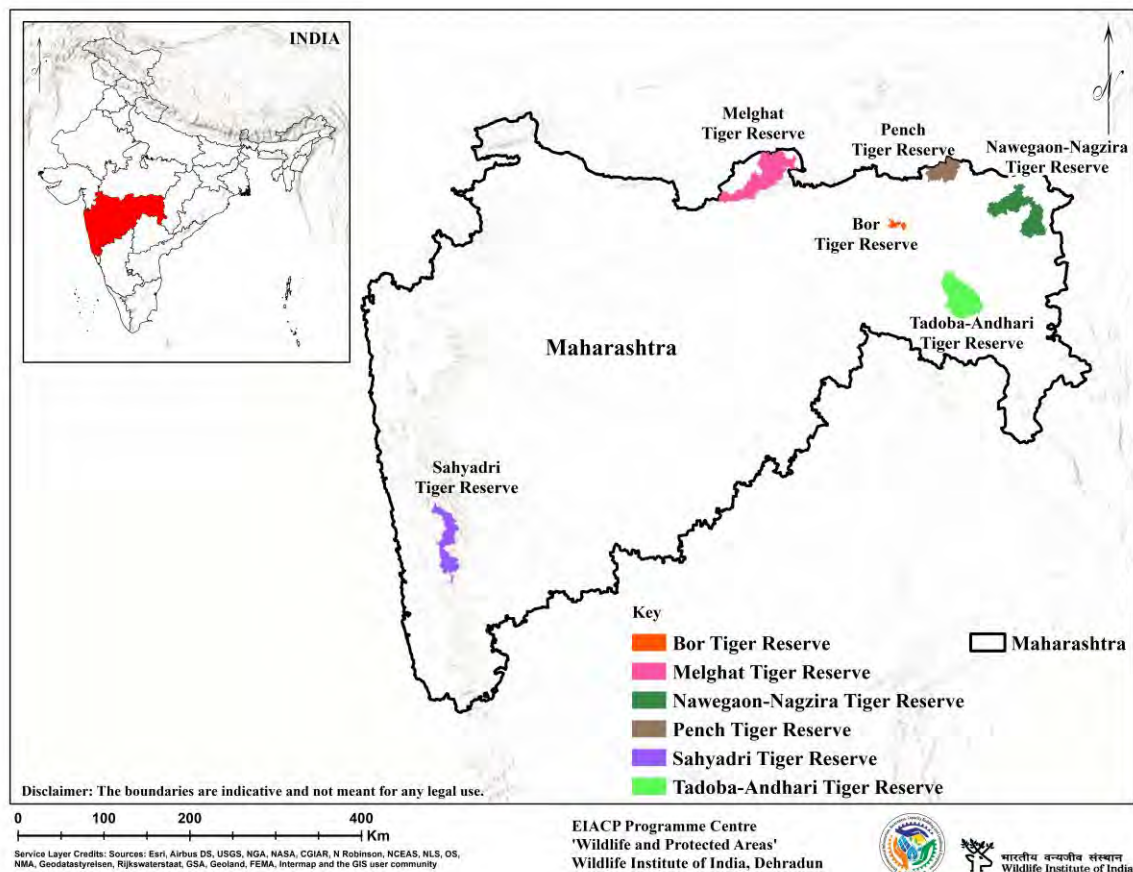 INDIA
N
Melghat
Tiger Reserve
Pench
Tiger Reserve
Nawegaon-Nagzira
Tiger Reserve
N
Bor
Tiger Reserve
Tadoba-Andhari
Tiger Reserve
Maharashtra
Sahyadri
Tiger Reserve
Key
Bor Tiger Reserve
Maharashtra
Melghat Tiger Reserve
Nawegaon-Nagzira Tiger Reserve
Pench Tiger Reserve
Sahyadri Tiger Reserve
Tadoba-Andhari Tiger Reserve
Disclaimer: The boundaries are indicative and not meant for any legal use.
0 100 200 400
Km
Service Layer Credits: Sources: Esri, Airbus DS, USGS, NGA, NASA, CGIAR, N Robinson, NCEAS, NLS, OS,
NMA, Geodatastyrelsen, Rijkswaterstaat, GSA, Geoland, FEMA, Intermap and the GIS user community
EIACP Programme Centre
'Wildlife and Protected Areas'
Wildlife Institute of India, Dehradun
भारतीय वन्यजीव संस्थान
Wildlife Institute of India